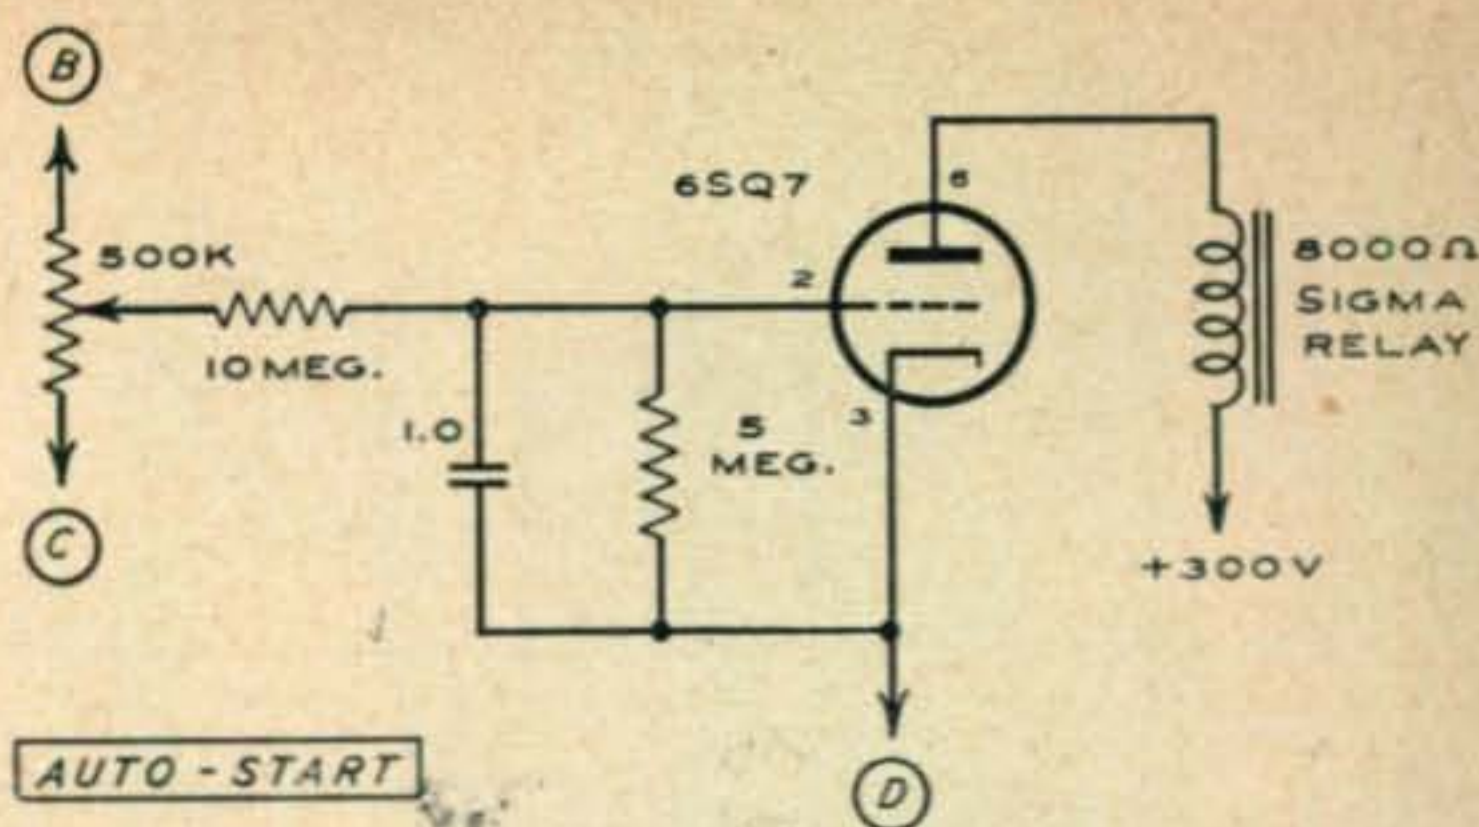 B
6SQ7
6
500K
2
8000Ω
SIGMA
RELAY
10 MEG.
1.0
5
MEG.
3
C
+300V
AUTO - START
D